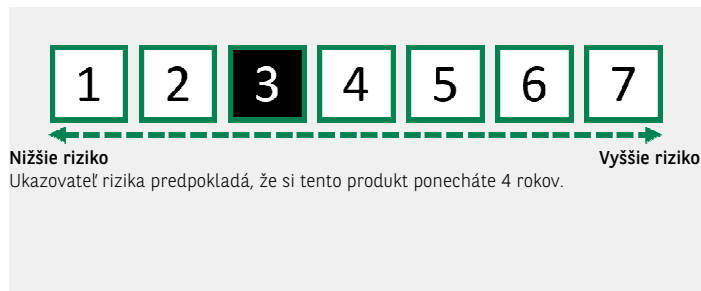 1 2 3 4 5 6 7
Nižšie riziko Vyššie riziko
Ukazovateľ rizika predpokladá, že si tento produkt ponecháte 4 rokov.